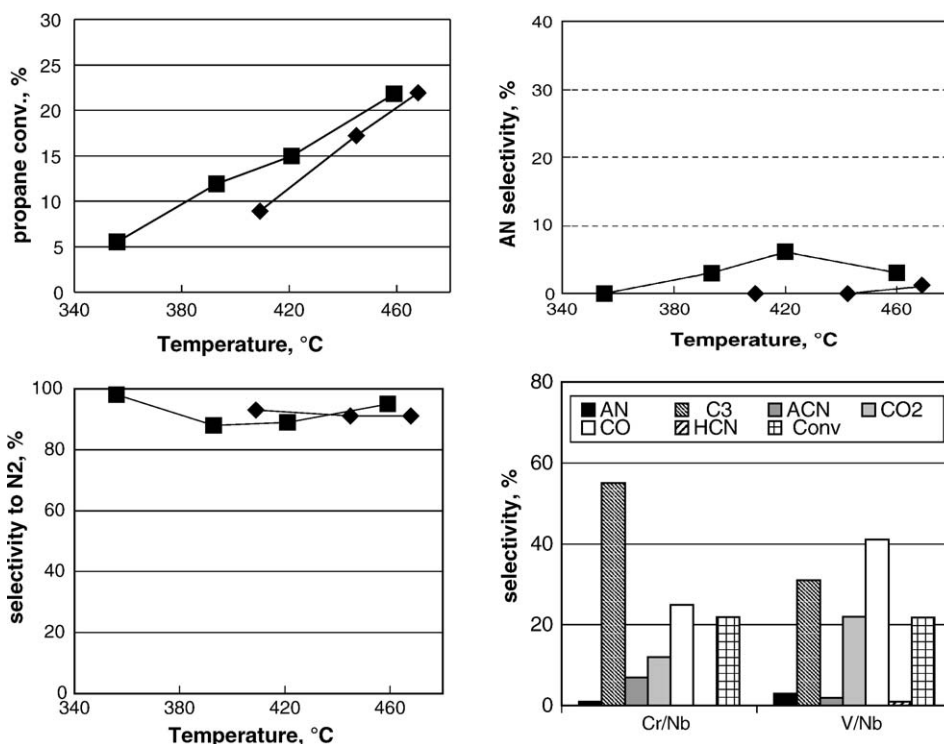 propane conv., %
30
25
20
15
10
5
0
340 380 420 460
Temperature, °C
AN selectivity, %
40
30
20
10
0
340 380 420 460
Temperature, °C
selectivity to N2, %
100
80
60
40
20
0
340 380 420 460
Temperature, °C
selectivity, %
80
60
40
20
0
AN C3 ACN CO2
CO HCN Conv
Cr/Nb V/Nb